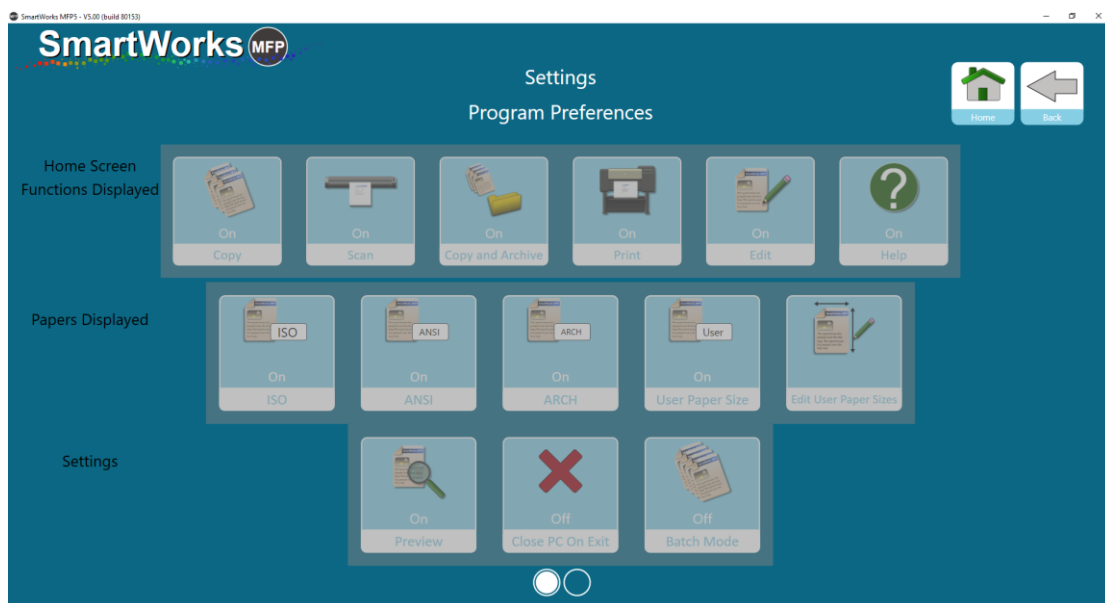 SmartWorks MFP5 - V5.00 (build 80153)
SmartWorks MFP
Settings
Program Preferences
Home
Back
Home Screen
Functions Displayed
On
Copy
On
Scan
On
Copy and Archive
On
Print
On
Edit
?
On
Help
Papers Displayed
ISO
On
ISO
ANSI
On
ANSI
ARCH
On
ARCH
User
On
User Paper Size
Edit User Paper Sizes
Settings
On
Preview
Off
Close PC On Exit
Off
Batch Mode